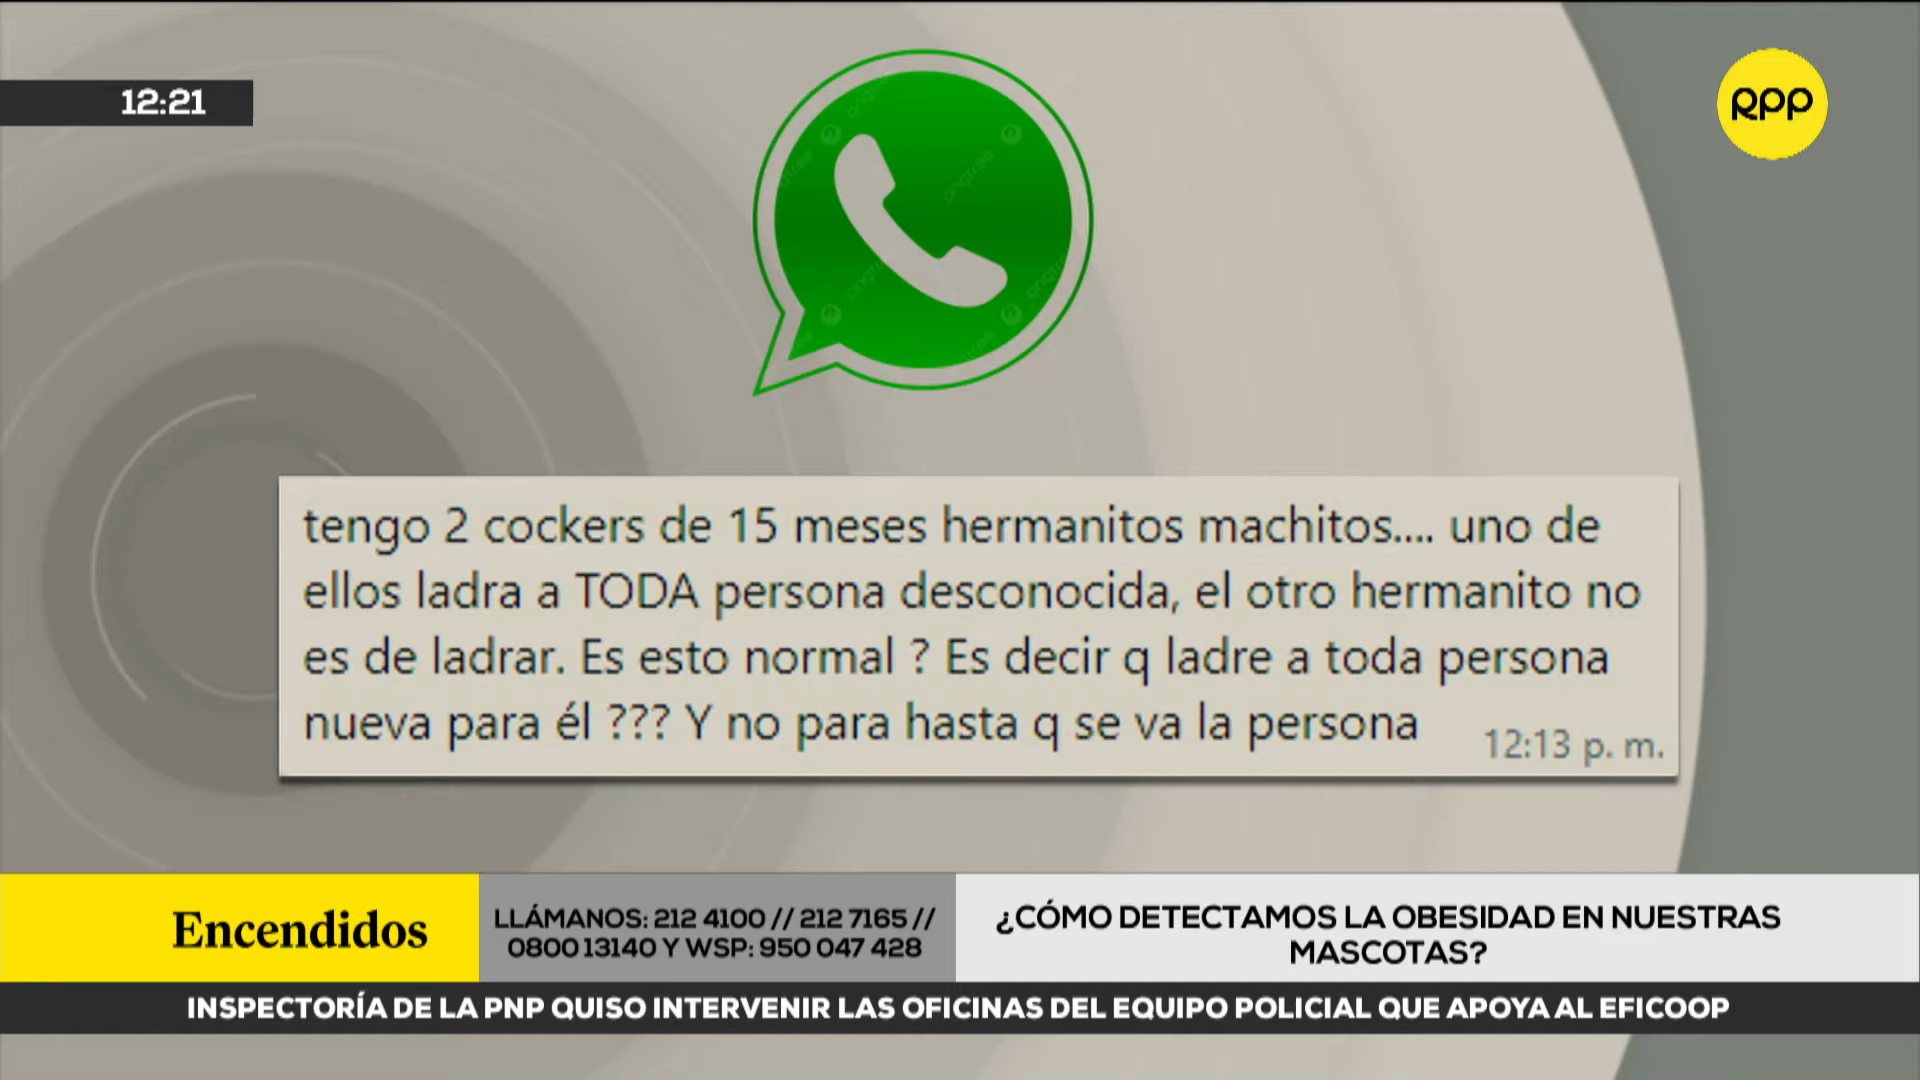 12:21
RPP
tengo 2 cockers de 15 meses hermanitos machitos.... uno de
ellos ladra a TODA persona desconocida, el otro hermanito no
es de ladrar. Es esto normal ? Es decir q ladre a toda persona
nueva para él ??? Y no para hasta q se va la persona
12:13 p. m.
Encendidos
LLÁMANOS: 212 4100 // 212 7165 //
0800 13140 Y WSP: 950 047 428
¿CÓMO DETECTAMOS LA OBESIDAD EN NUESTRAS
MASCOTAS?
INSPECTORÍA DE LA PNP QUISO INTERVENIR LAS OFICINAS DEL EQUIPO POLICIAL QUE APOYA AL EFICOOP